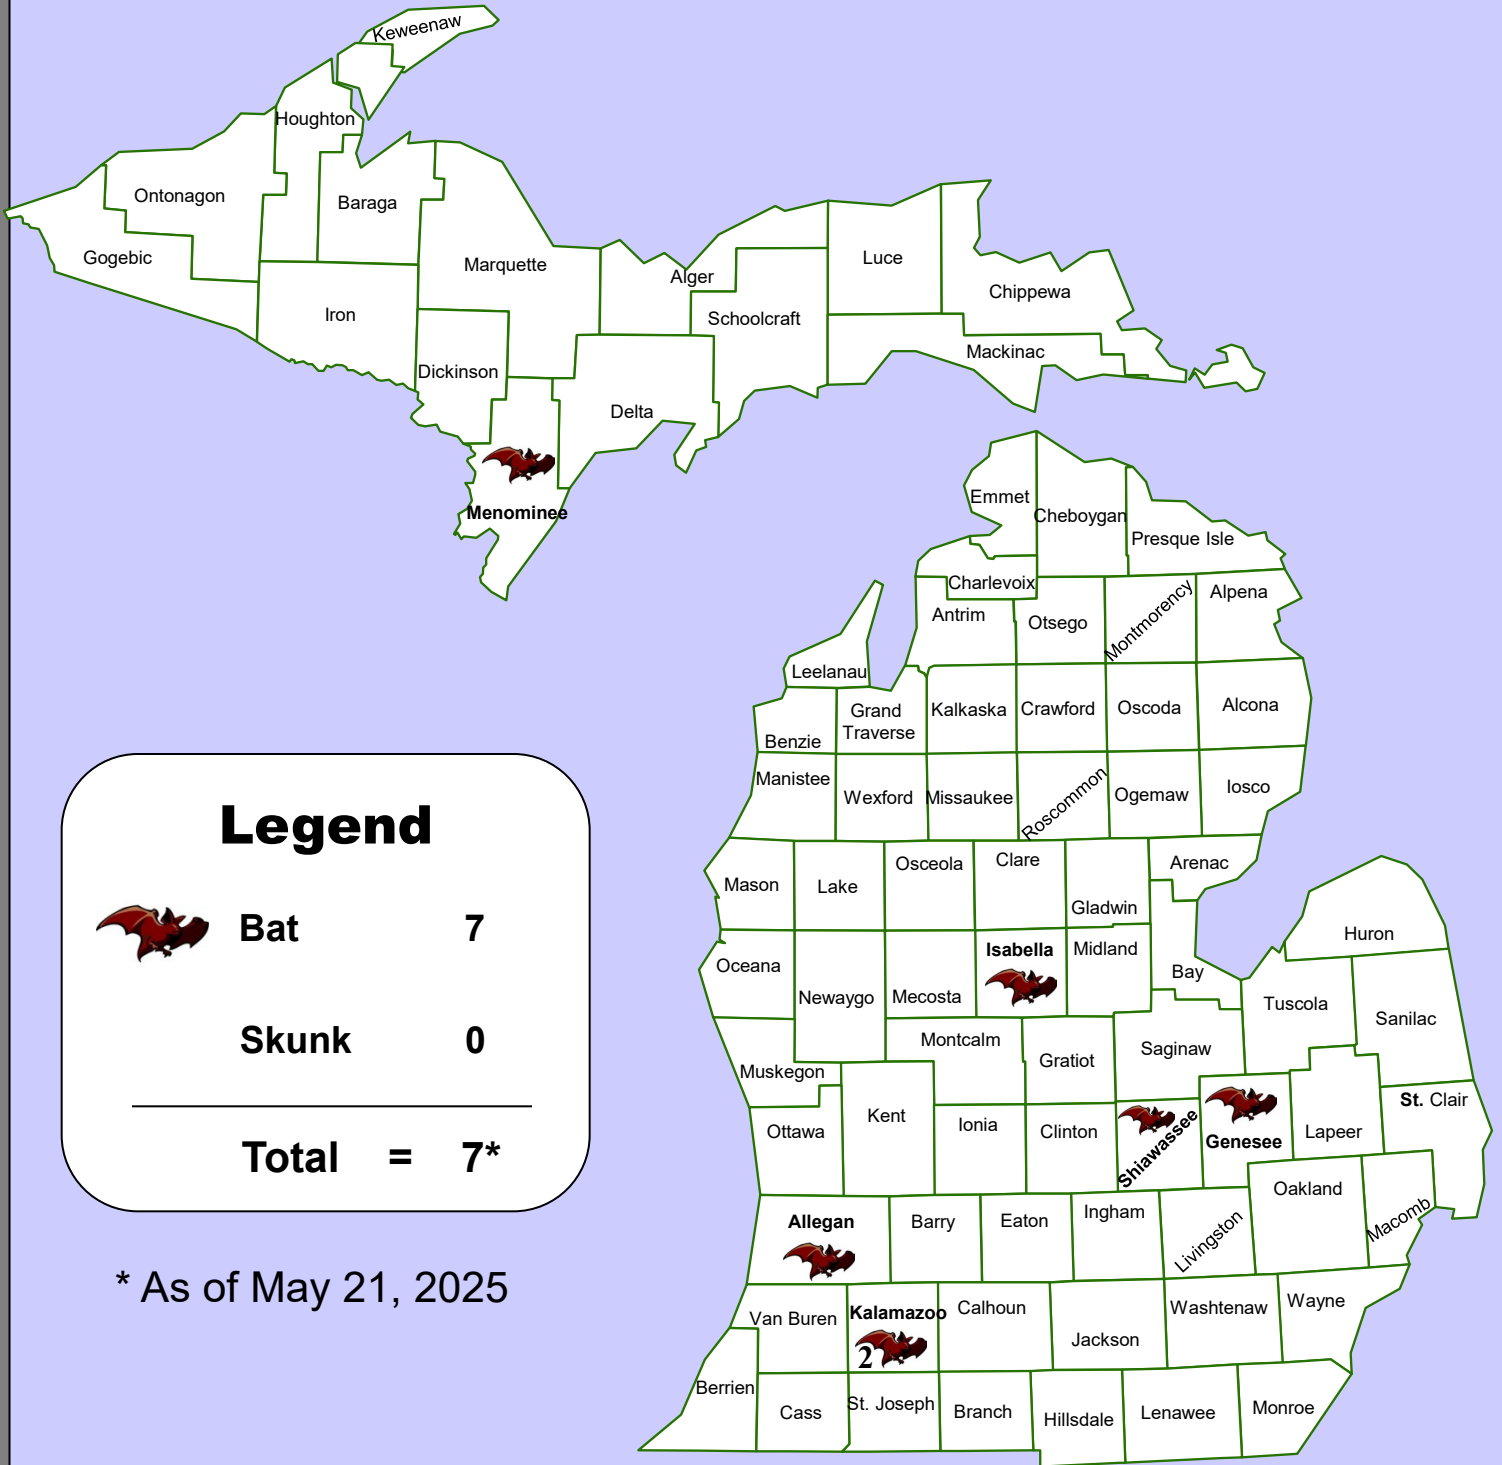 Keweenaw
Houghton
Ontonagon
Baraga
Gogebic
Marquette
Alger
Luce
Chippewa
Iron
Schoolcraft
Mackinac
Dickinson
Delta
Menominee
Emmet
Cheboygan
Presque Isle
Charlevoix
Antrim
Otsego
Montmorency
Alpena
Leelanau
Benzie
Grand
Traverse
Kalkaska
Crawford
Oscoda
Alcona
Manistee
Wexford
Missaukee
Roscommon
Ogemaw
Iosco
Mason
Lake
Osceola
Clare
Gladwin
Arenac
Huron
Oceana
Newaygo
Mecosta
Isabella
Midland
Bay
Tuscola
Sanilac
Muskegon
Montcalm
Gratiot
Saginaw
Ottawa
Kent
Ionia
Clinton
Shiawassee
Genesee
Lapeer
St. Clair
Allegan
Barry
Eaton
Ingham
Livingston
Oakland
Macomb
Van Buren
Kalamazoo
2
Calhoun
Jackson
Washtenaw
Wayne
Berrien
Cass
St. Joseph
Branch
Hillsdale
Lenawee
Monroe
Legend
Bat 7
Skunk 0
Total = 7*
* As of May 21, 2025